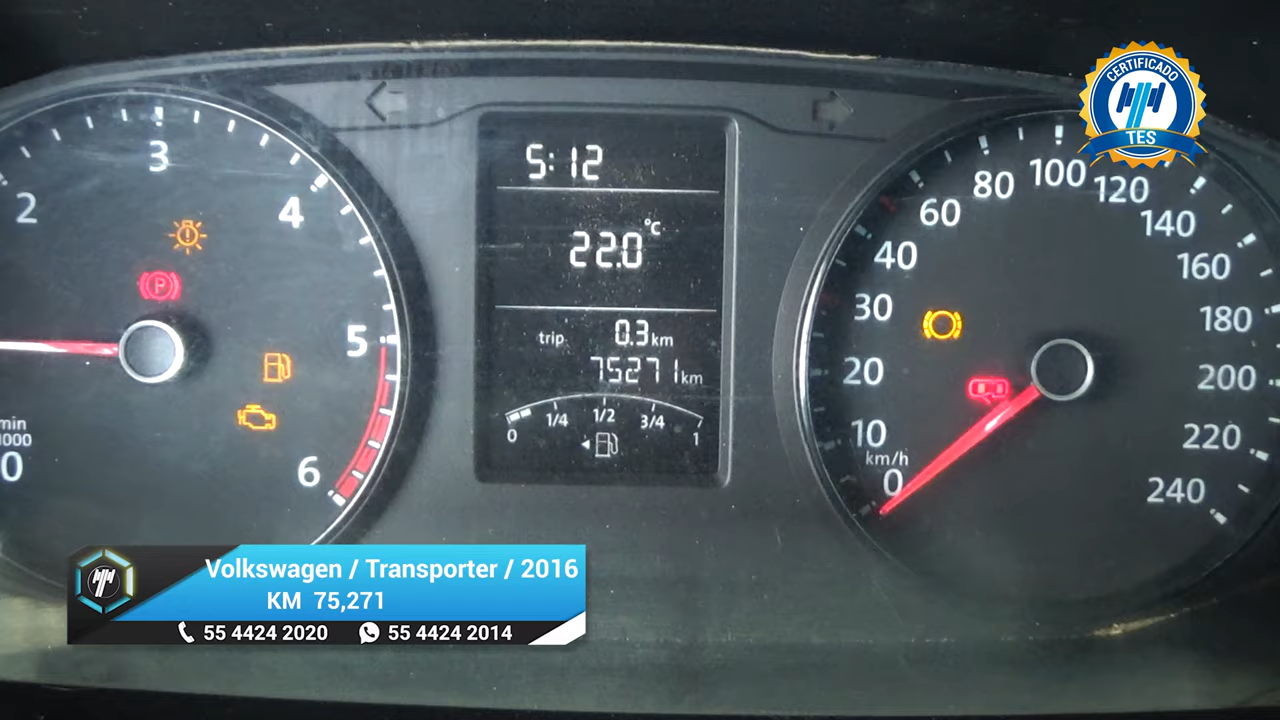 CERTIFICADO
TES
2
3
4
5
6
min
1000
0
P
5:12
22.0 °C
trip 0.3 km
75271 km
0 1/4 1/2 3/4 1
0
10
20
30
40
60
80
100
120
140
160
180
200
220
240
km/h
Volkswagen / Transporter / 2016
KM 75,271
55 4424 2020 55 4424 2014